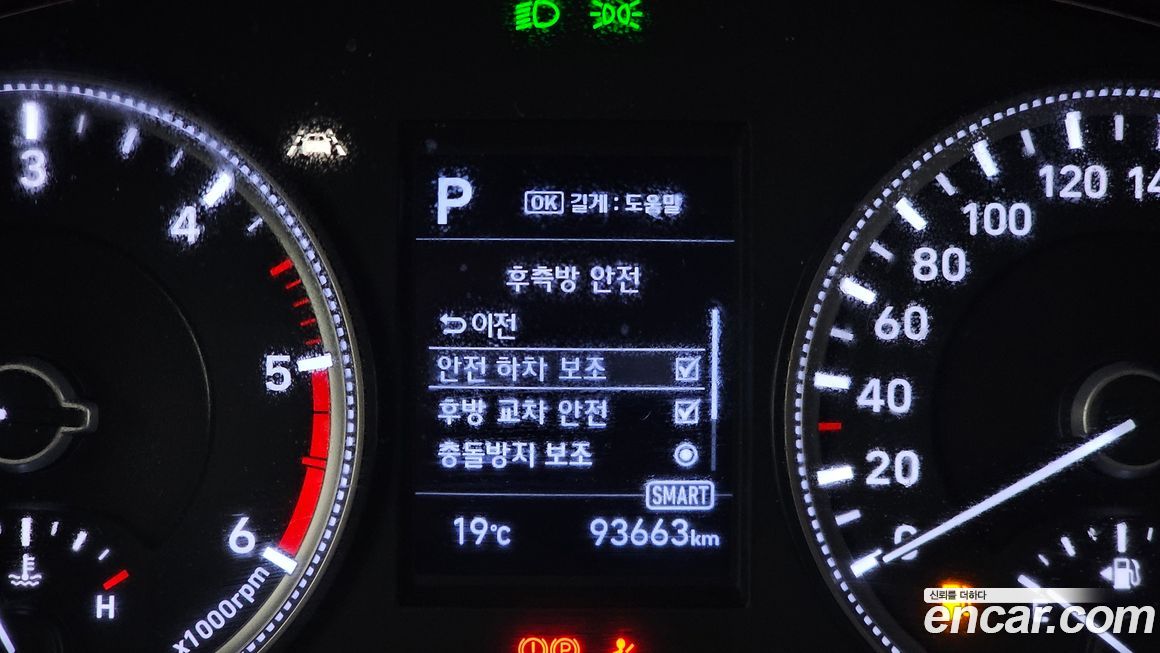 P
OK 길게 : 도움말
후측방 안전
이전
안전 하차 보조
후방 교차 안전
충돌방지 보조
SMART
19℃ 93663km
3
4
5
6
x1000rpm
H
0
20
40
60
80
100
120
P
신뢰를 더하다
encar.com